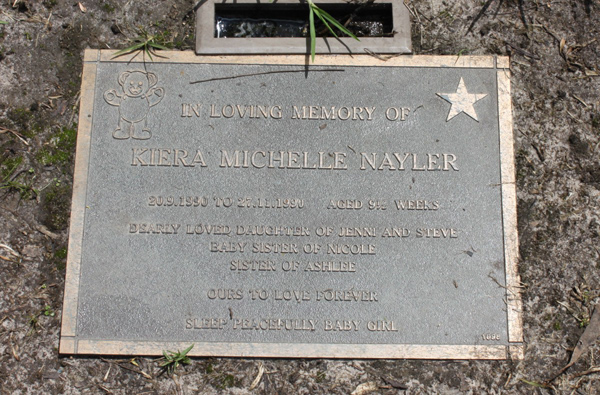 IN LOVING MEMORY OF
KIERA MICHELLE NAYLER
20.9.1990 TO 27.11.1990 AGED 9½ WEEKS
DEARLY LOVED DAUGHTER OF JENNI AND STEVE
BABY SISTER OF NICOLE
SISTER OF ASHLEE
OURS TO LOVE FOREVER
SLEEP PEACEFULLY BABY GIRL